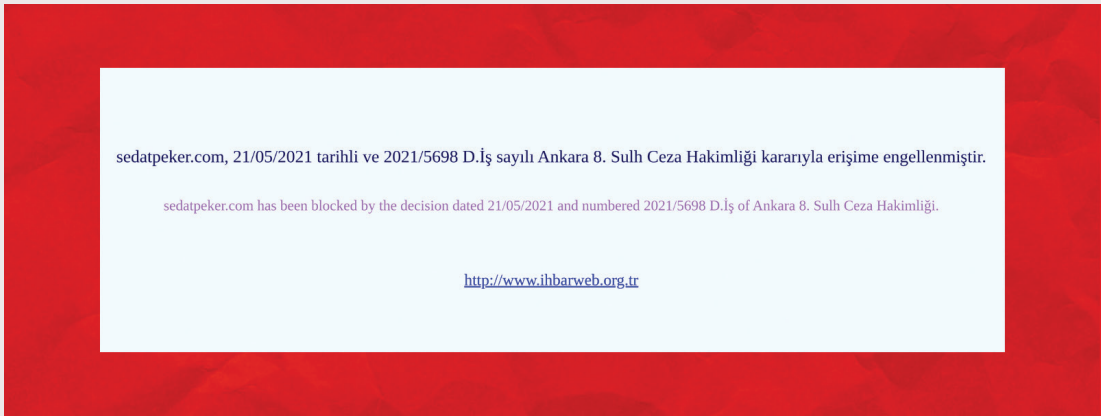 sedatpeker.com, 21/05/2021 tarihli ve 2021/5698 D.İş sayılı Ankara 8. Sulh Ceza Hakimliği kararıyla erişime engellenmiştir.
sedatpeker.com has been blocked by the decision dated 21/05/2021 and numbered 2021/5698 D.İş of Ankara 8. Sulh Ceza Hakimliği.
http://www.ihbarweb.org.tr